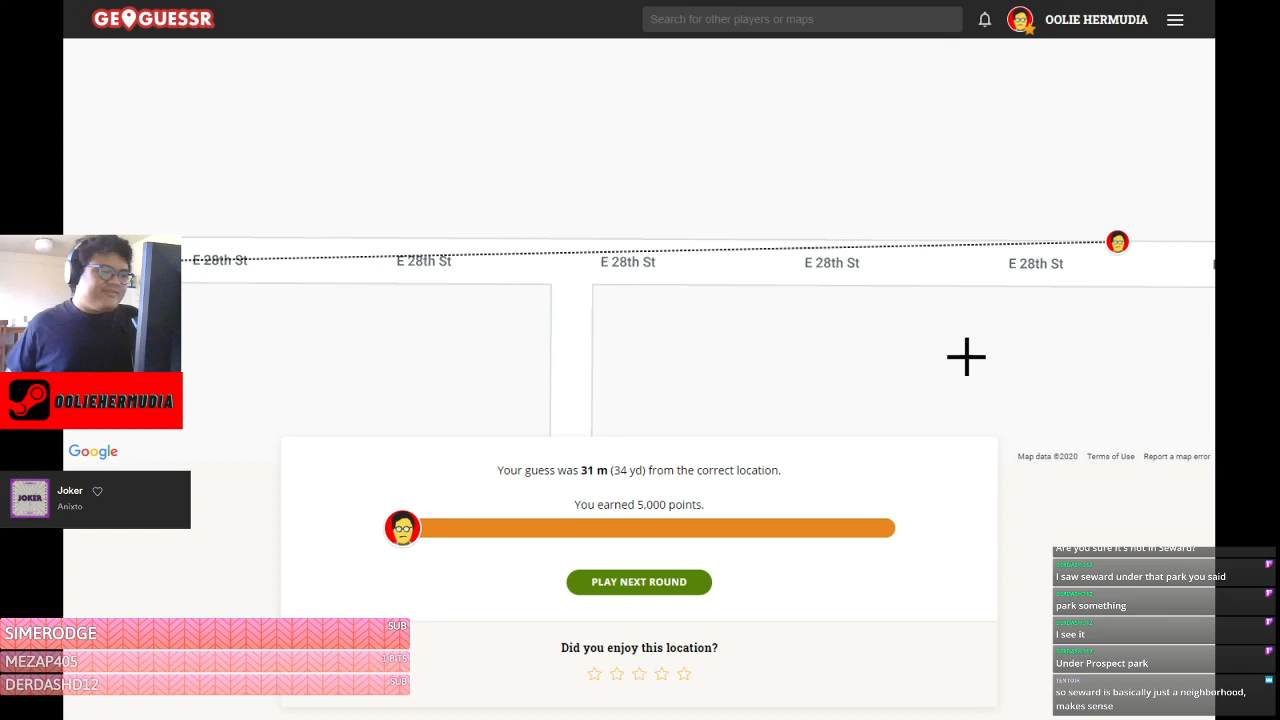 GEOGUESSR
Search for other players or maps
OOLIE HERMUDIA
E 28th St E 28th St E 28th St E 28th St E 28th St
OOLIEHERMUDIA
Google
Map data ©2020 Terms of Use Report a map error
Your guess was 31 m (34 yd) from the correct location.
Joker
Anixto
You earned 5,000 points.
PLAY NEXT ROUND
Did you enjoy this location?
SIMERODGE SUB
MEZAP405 1 BITS
DERDASHD12 SUB
Are you sure it's not in Seward?
DERDASHD12
I saw seward under that park you said
DERDASHD12
park something
DERDASHD12
I see it
DERDASHD12
Under Prospect park
so seward is basically just a neighborhood,
makes sense